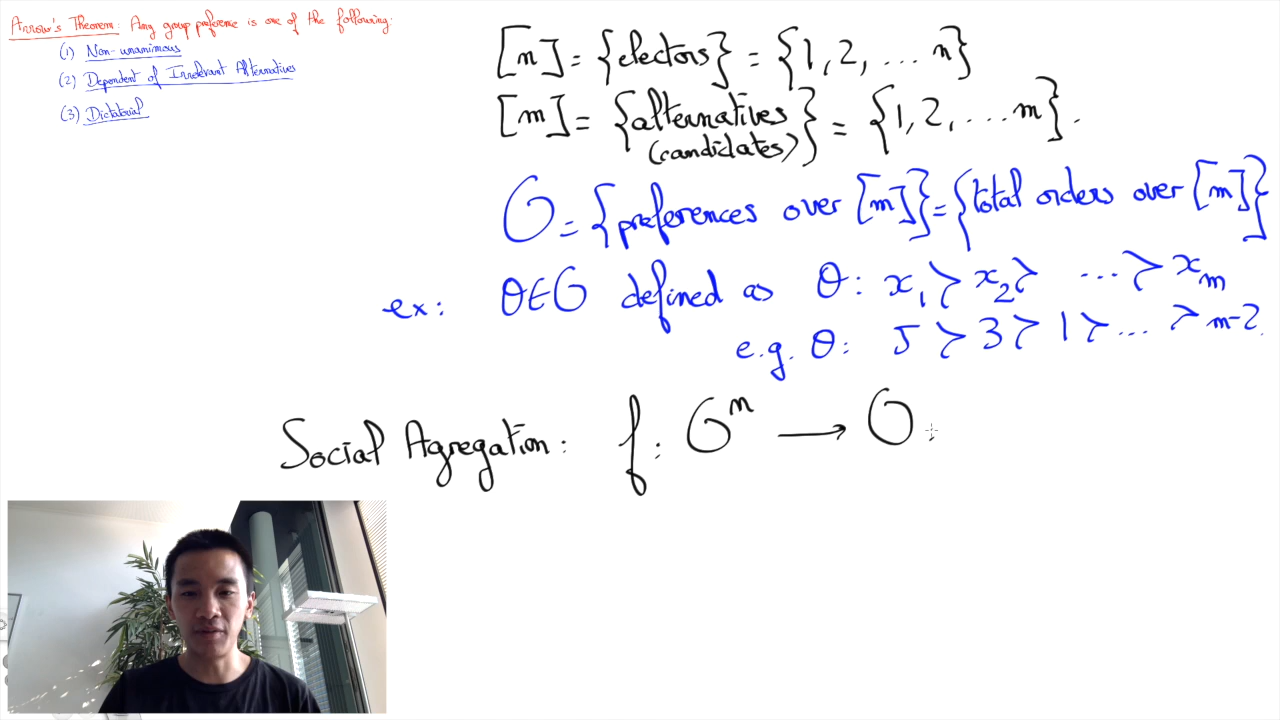 Arrow's Theorem: Any group preference is one of the following:
(1) Non-unanimous
(2) Dependent of Irrelevant Alternatives
(3) Dictatorial
[n] = {electors} = {1, 2, ... n}
[m] = {alternatives (candidates)} = {1, 2, ... m}.
O = {preferences over [m]} = {total orders over [m]}
ex: θ∈O defined as θ: x₁ ≻ x₂ ≻ ... ≻ xₘ
e.g. θ: 5 ≻ 3 ≻ 1 ≻ ... ≻ m-2.
Social Agregation: f: Oⁿ → O